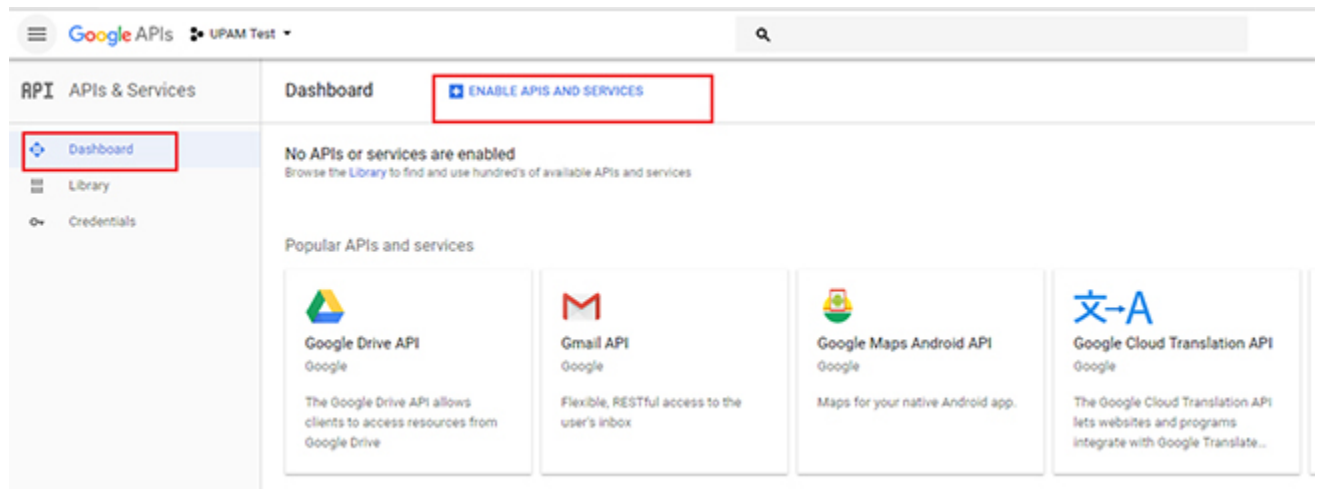 Google APIs UPAM Test
API APIs & Services
Dashboard
Library
Credentials
Dashboard ENABLE APIS AND SERVICES
No APIs or services are enabled
Browse the Library to find and use hundred's of available APIs and services
Popular APIs and services
Google Drive API
Google
The Google Drive API allows
clients to access resources from
Google Drive
Gmail API
Google
Flexible, RESTful access to the
user's inbox
Google Maps Android API
Google
Maps for your native Android app.
文→A
Google Cloud Translation API
Google
The Google Cloud Translation API
lets websites and programs
integrate with Google Translate...